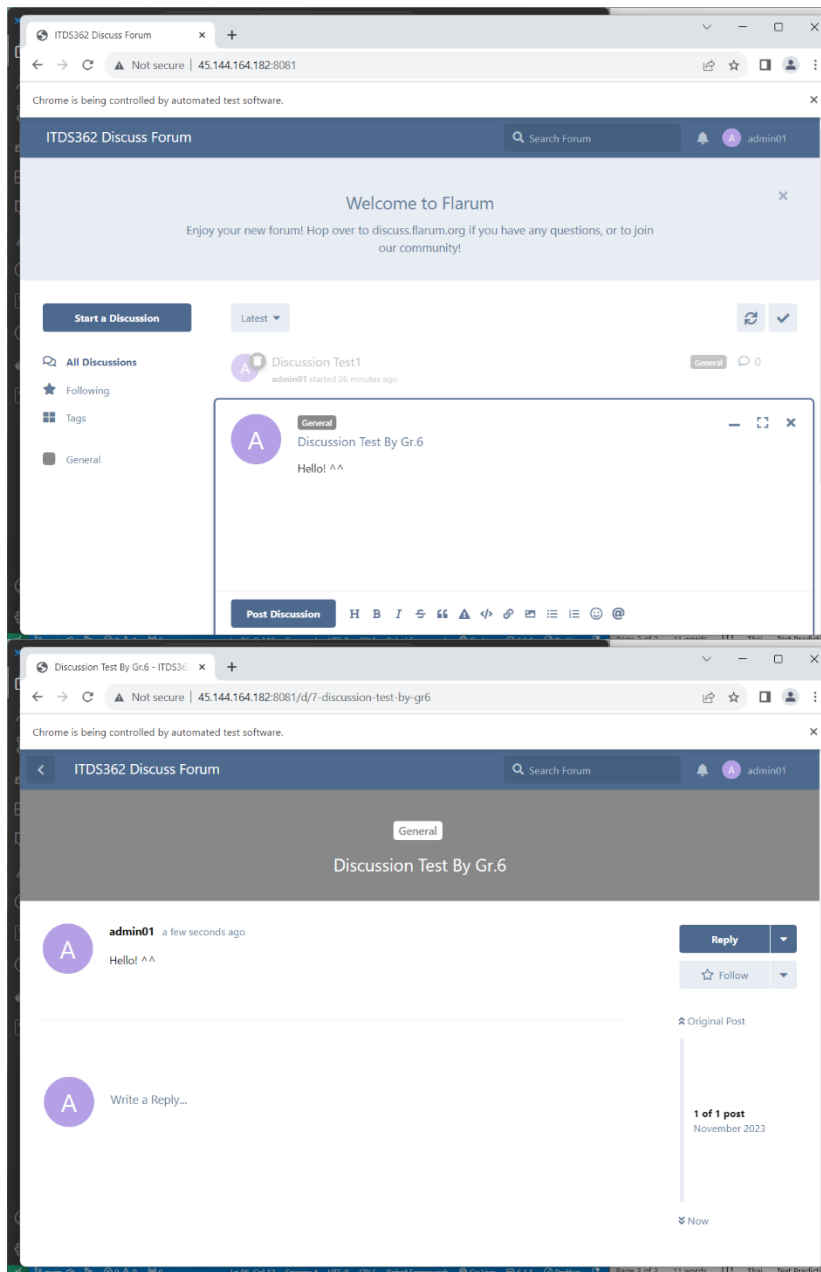 ITDS362 Discuss Forum
Not secure | 45.144.164.182:8081
Chrome is being controlled by automated test software.
ITDS362 Discuss Forum
Search Forum
A admin01
Welcome to Flarum
Enjoy your new forum! Hop over to discuss.flarum.org if you have any questions, or to join
our community!
Start a Discussion
Latest
All Discussions
A Discussion Test1
General 0
admin01 started 26 minutes ago
Following
Tags
General
A
General
Discussion Test By Gr.6
Hello! ^^
Post Discussion
Discussion Test By Gr.6 - ITDS36
Not secure | 45.144.164.182:8081/d/7-discussion-test-by-gr6
Chrome is being controlled by automated test software.
ITDS362 Discuss Forum
Search Forum
A admin01
General
Discussion Test By Gr.6
A
admin01 a few seconds ago
Hello! ^^
Reply
Follow
Original Post
A
Write a Reply...
1 of 1 post
November 2023
Now